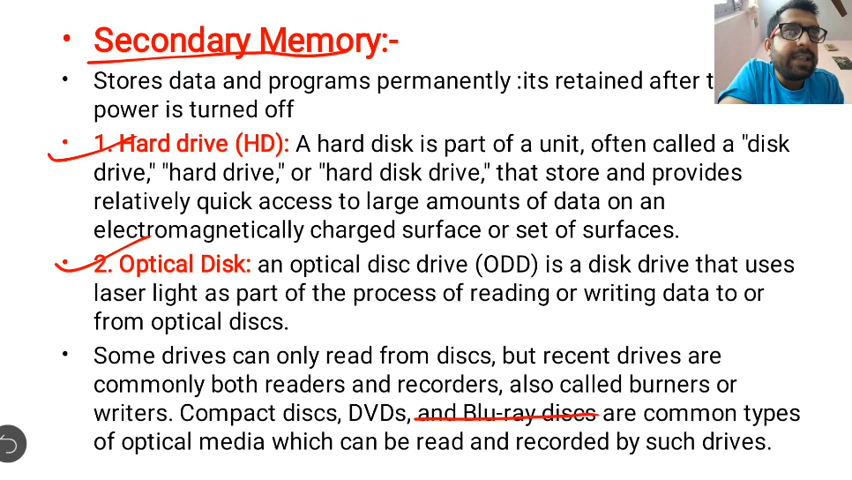 • Secondary Memory:-
• Stores data and programs permanently :its retained after t
power is turned off
• 1. Hard drive (HD): A hard disk is part of a unit, often called a "disk
drive," "hard drive," or "hard disk drive," that store and provides
relatively quick access to large amounts of data on an
electromagnetically charged surface or set of surfaces.
• 2. Optical Disk: an optical disc drive (ODD) is a disk drive that uses
laser light as part of the process of reading or writing data to or
from optical discs.
• Some drives can only read from discs, but recent drives are
commonly both readers and recorders, also called burners or
writers. Compact discs, DVDs, and Blu-ray discs are common types
of optical media which can be read and recorded by such drives.